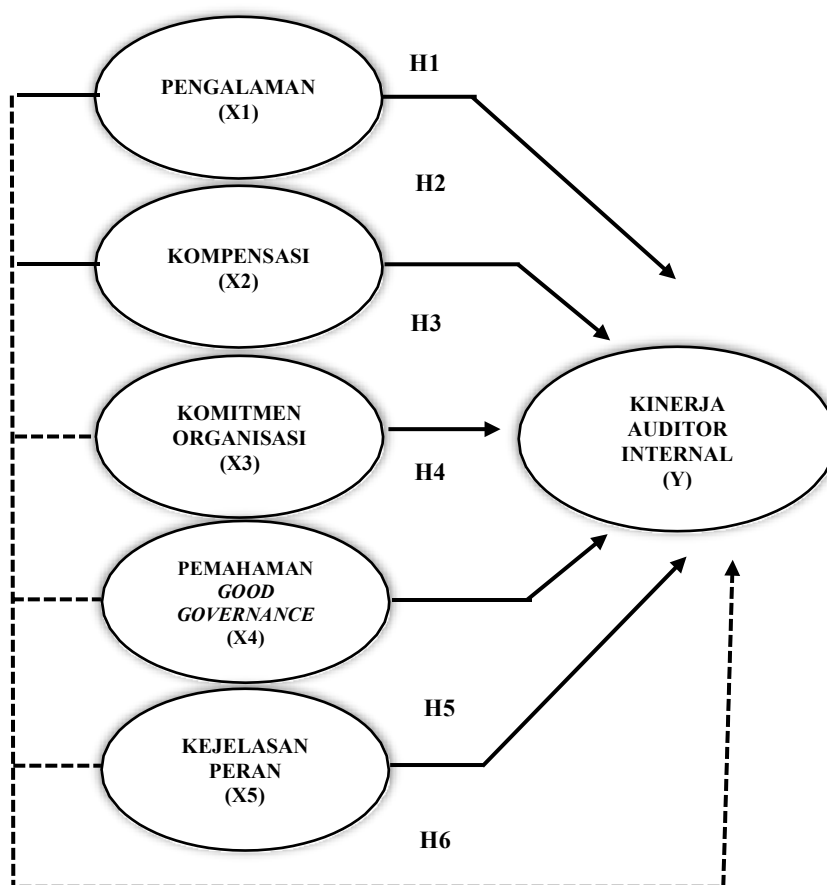 H1
PENGALAMAN
(X1)
H2
KOMPENSASI
(X2)
H3
KOMITMEN
ORGANISASI
(X3)
KINERJA
AUDITOR
INTERNAL
(Y)
H4
PEMAHAMAN
GOOD
GOVERNANCE
(X4)
H5
KEJELASAN
PERAN
(X5)
H6